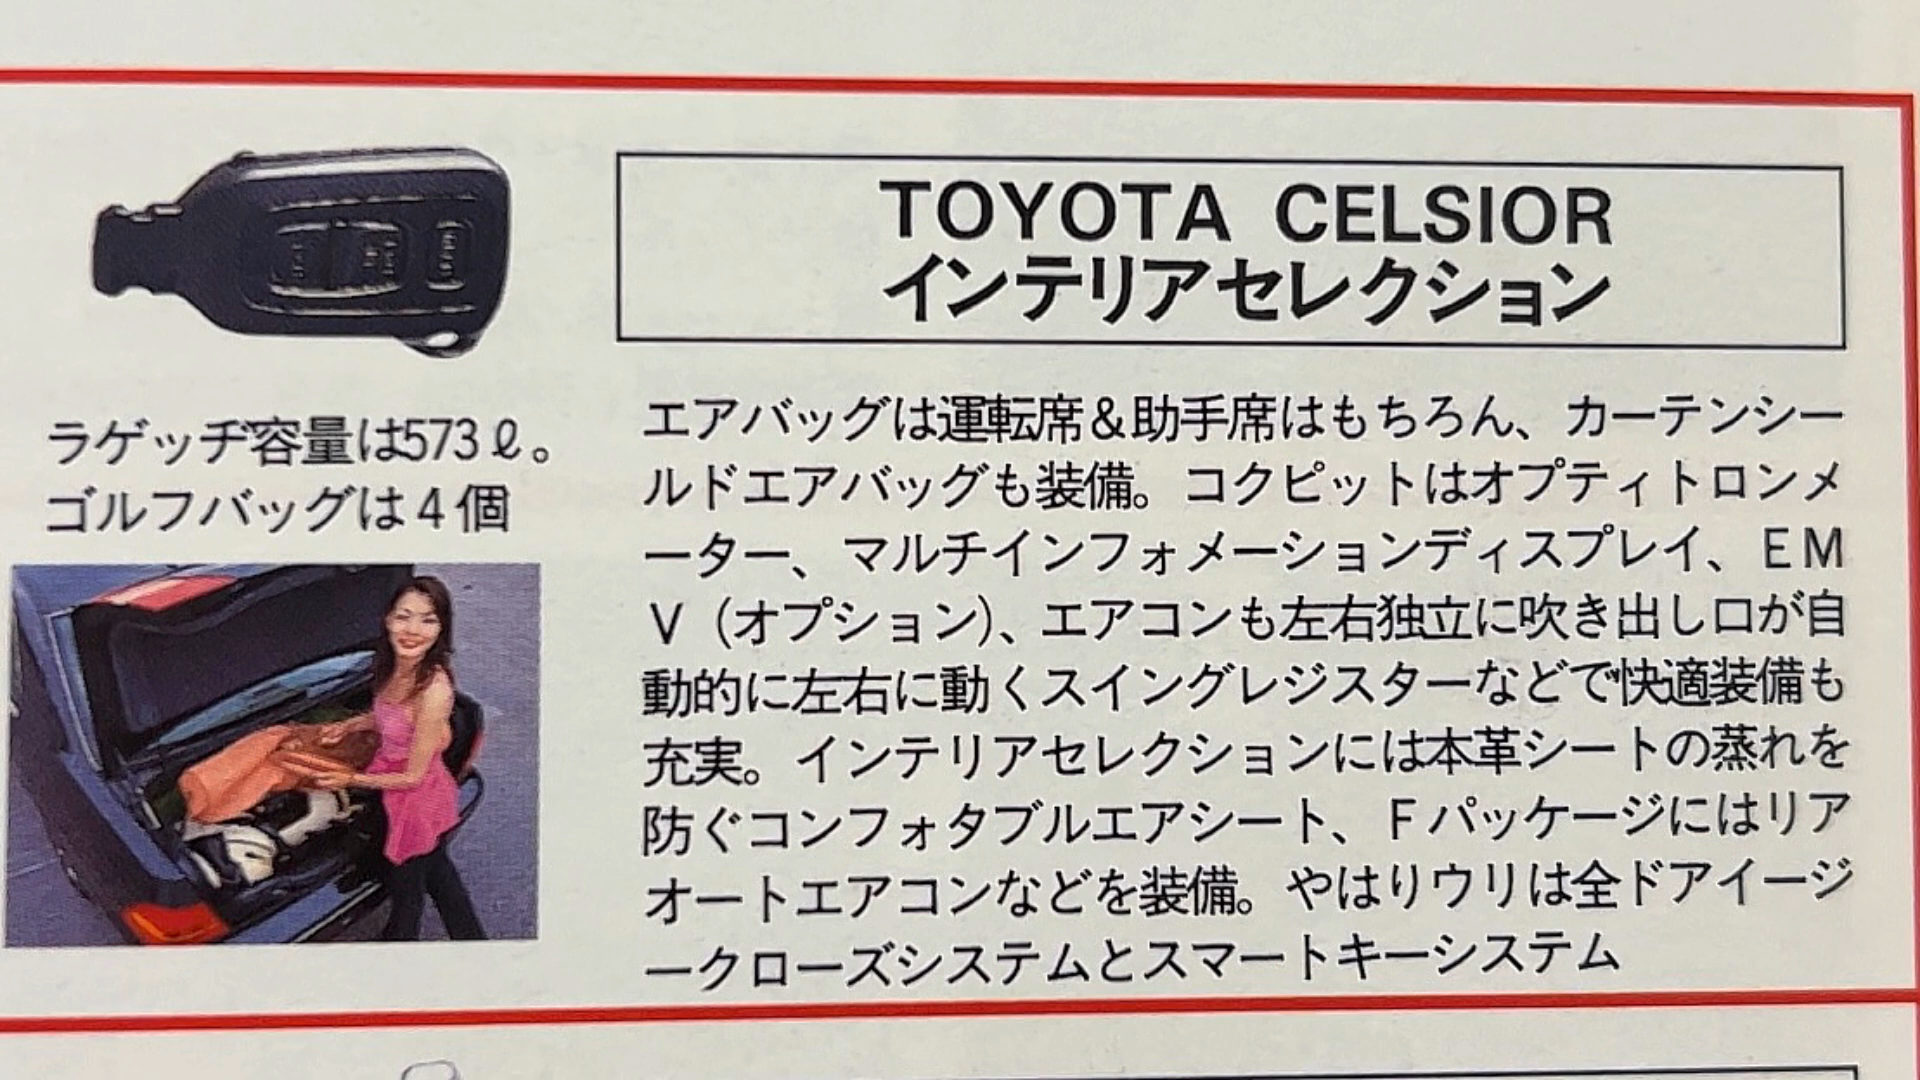 TOYOTA CELSIOR
インテリアセレクション
ラゲッヂ容量は573ℓ。
ゴルフバッグは4個
エアバッグは運転席&助手席はもちろん、カーテンシー
ルドエアバッグも装備。コクピットはオプティトロンメ
ーター、マルチインフォメーションディスプレイ、EM
V(オプション)、エアコンも左右独立に吹き出し口が自
動的に左右に動くスイングレジスターなどで快適装備も
充実。インテリアセレクションには本革シートの蒸れを
防ぐコンフォタブルエアシート、Fパッケージにはリア
オートエアコンなどを装備。やはりウリは全ドアイージ
ークローズシステムとスマートキーシステム